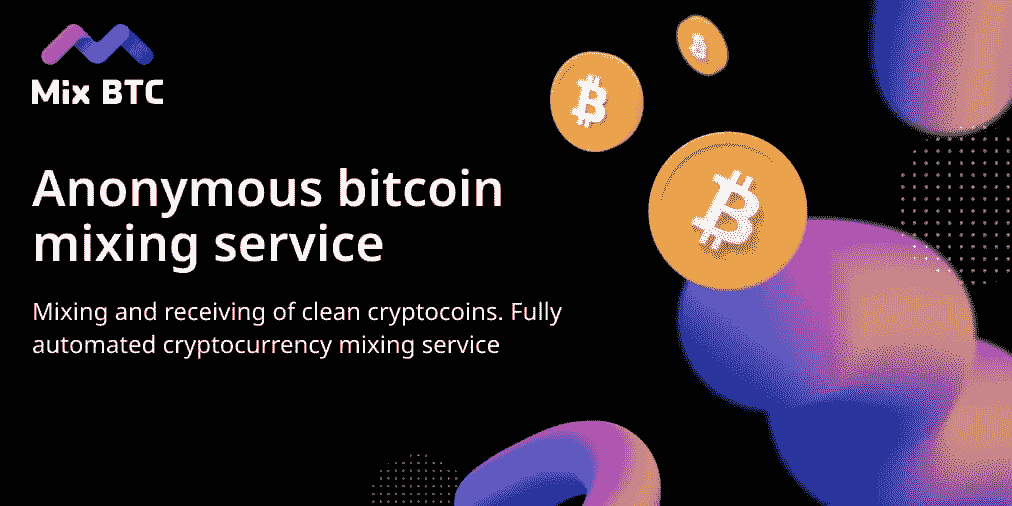 Mix BTC
Anonymous bitcoin
mixing service
Mixing and receiving of clean cryptocoins. Fully
automated cryptocurrency mixing service